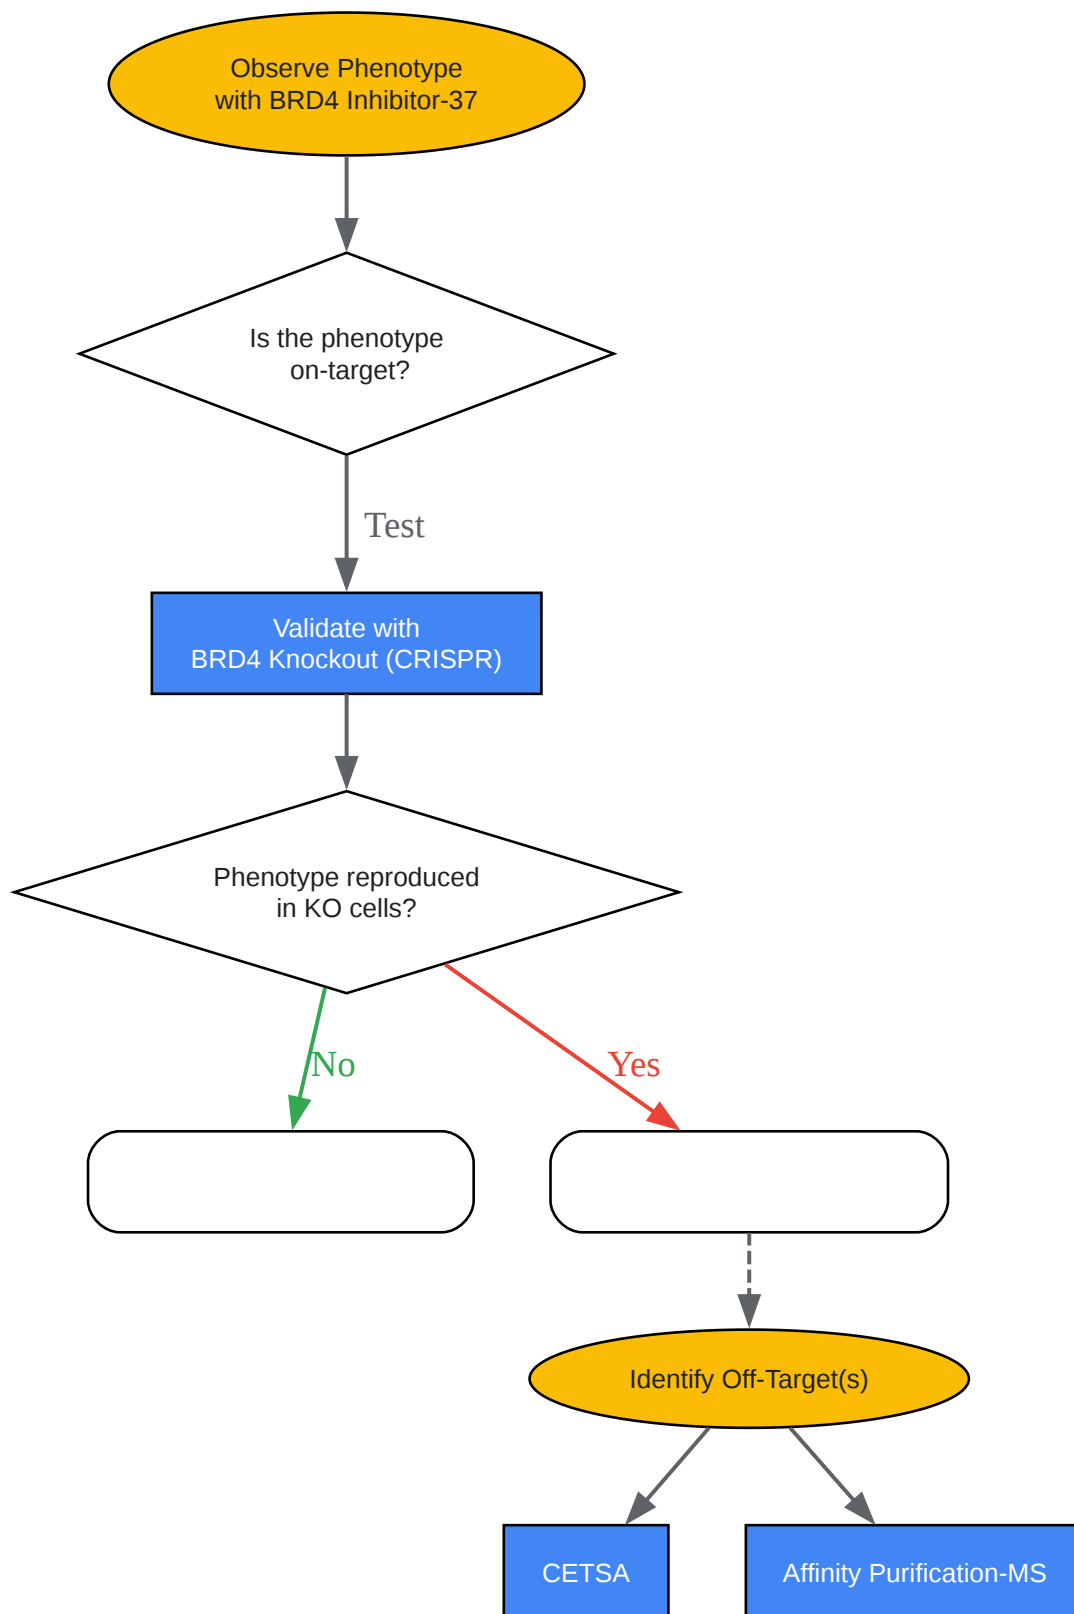 Observe Phenotype
with BRD4 Inhibitor-37
Is the phenotype
on-target?
Test
Validate with
BRD4 Knockout (CRISPR)
Phenotype reproduced
in KO cells?
No
Yes
Identify Off-Target(s)
CETSA
Affinity Purification-MS